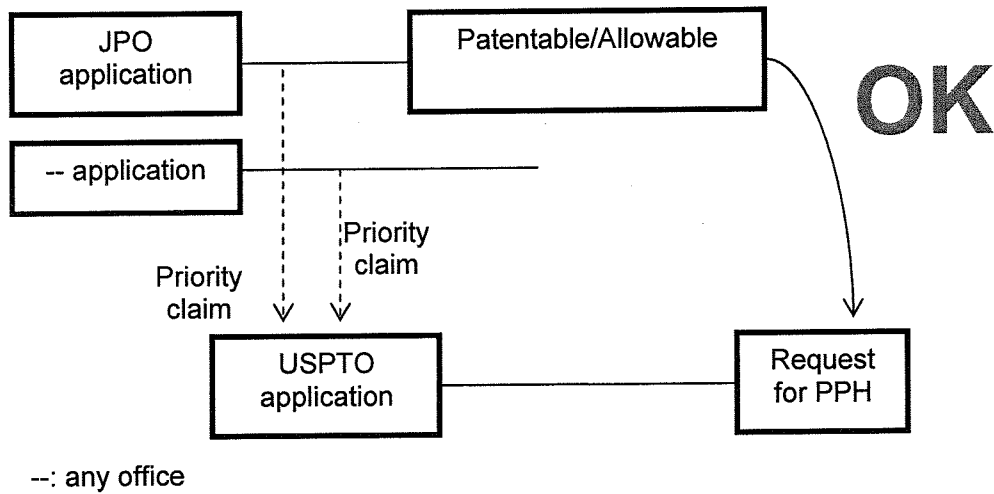 JPO
application
Patentable/Allowable
OK
-- application
Priority
claim
Priority
claim
USPTO
application
Request
for PPH
--: any office